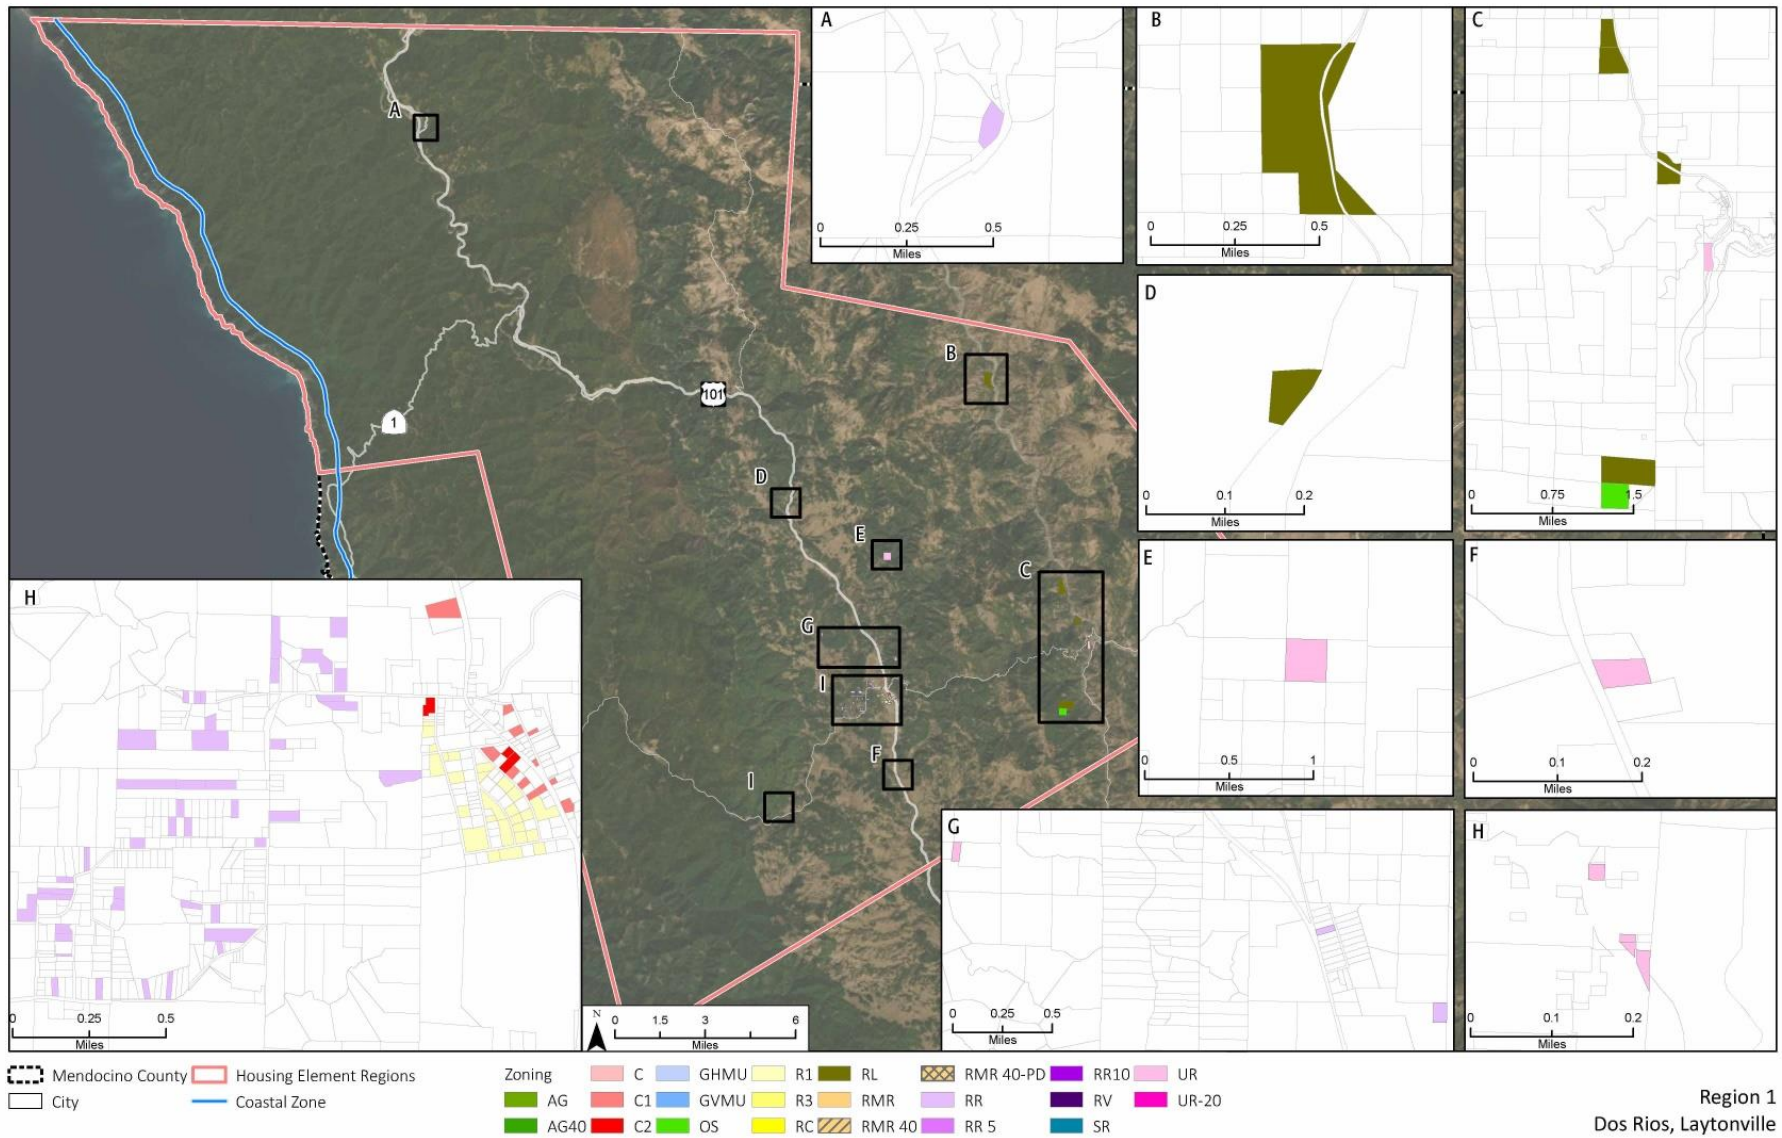 A
B
C
0 0.25 0.5
Miles
0 0.25 0.5
Miles
A
D
B
101
1
D
0 0.1 0.2
Miles
0 0.75 1.5
Miles
E
C
E
F
H
G
I
0 0.5 1
Miles
0 0.1 0.2
Miles
F
I
G
H
0 0.25 0.5
Miles
0 0.25 0.5
Miles
0 0.1 0.2
Miles
N
0 1.5 3 6
Miles
Mendocino County
City
Housing Element Regions
Coastal Zone
Zoning
AG
AG40
C
C1
C2
GHMU
GVMU
OS
R1
R3
RC
RL
RMR
RMR 40
RMR 40-PD
RR
RR 5
RR10
RV
SR
UR
UR-20
Region 1
Dos Rios, Laytonville